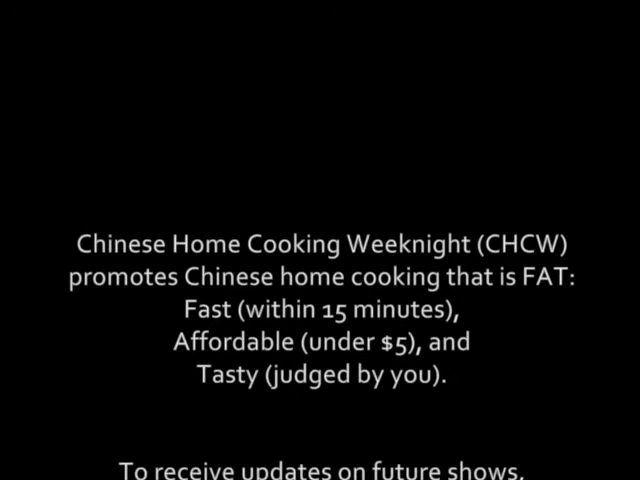 Chinese Home Cooking Weeknight (CHCW)
promotes Chinese home cooking that is FAT:
Fast (within 15 minutes),
Affordable (under $5), and
Tasty (judged by you).
To receive updates on future shows,